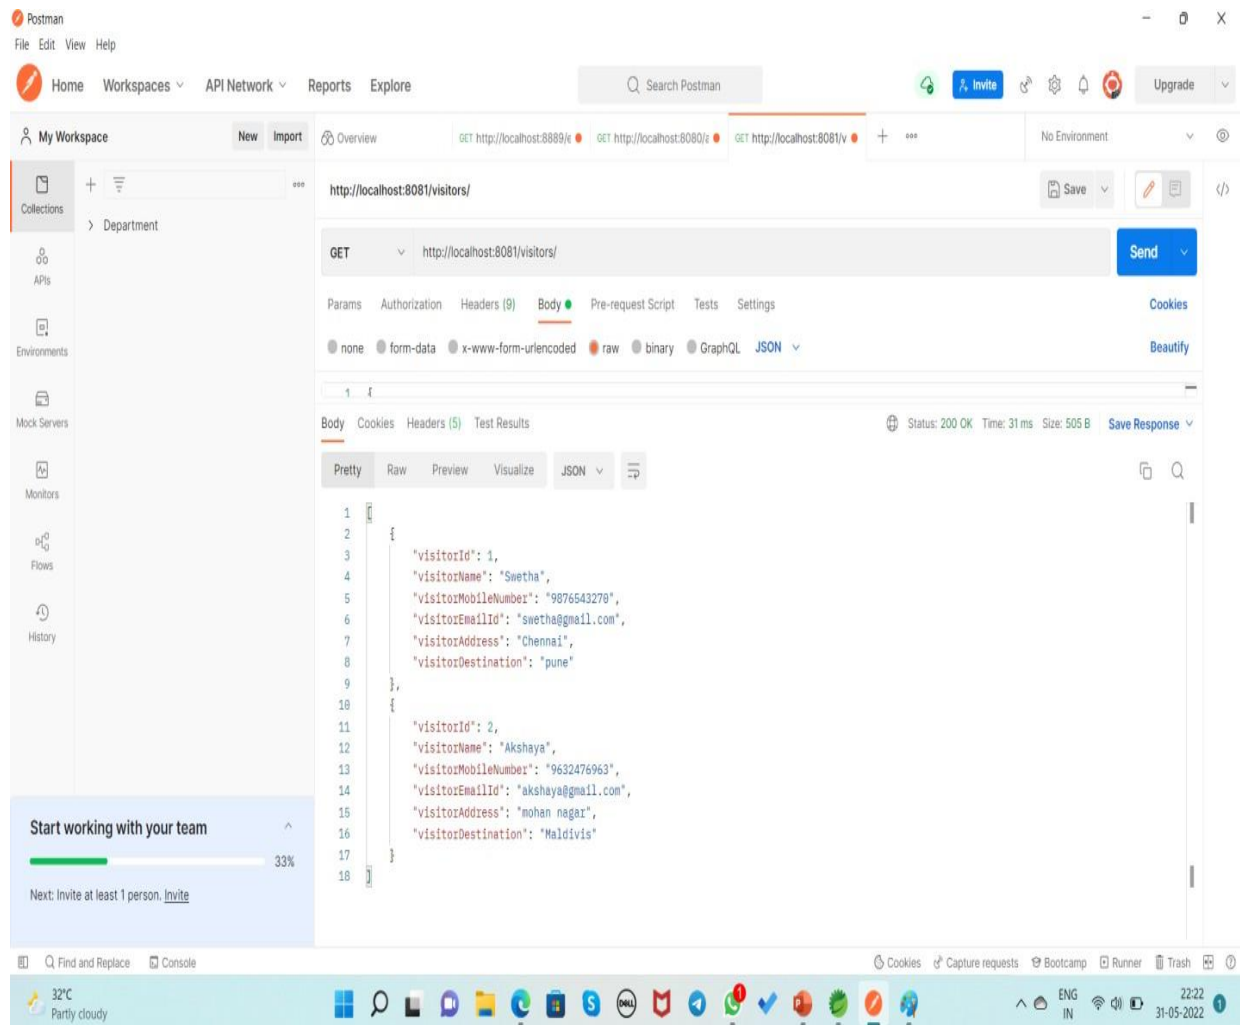 Postman
File Edit View Help
Home Workspaces API Network Reports Explore
Search Postman
Invite
Upgrade
My Workspace
New Import
Overview
GET http://localhost:8889/e
GET http://localhost:8080/a
GET http://localhost:8081/v
No Environment
Collections
APIs
Environments
Mock Servers
Monitors
Flows
History
Department
http://localhost:8081/visitors/
Save
GET http://localhost:8081/visitors/
Send
Params Authorization Headers (9) Body Pre-request Script Tests Settings
Cookies
none form-data x-www-form-urlencoded raw binary GraphQL JSON
Beautify
1 {
Body Cookies Headers (5) Test Results
Status: 200 OK Time: 31 ms Size: 505 B Save Response
Pretty Raw Preview Visualize JSON
1 [
2 {
3 "visitorId": 1,
4 "visitorName": "Swetha",
5 "visitorMobileNumber": "9876543270",
6 "visitorEmailId": "swetha@gmail.com",
7 "visitorAddress": "Chennai",
8 "visitorDestination": "pune"
9 },
10 {
11 "visitorId": 2,
12 "visitorName": "Akshaya",
13 "visitorMobileNumber": "9632476963",
14 "visitorEmailId": "akshaya@gmail.com",
15 "visitorAddress": "mohan nagar",
16 "visitorDestination": "Maldivis"
17 }
18 ]
Start working with your team
33%
Next: Invite at least 1 person. Invite
Find and Replace Console
Cookies Capture requests Bootcamp Runner Trash
32°C
Partly cloudy
DELL
1
ENG
IN
22:22
31-05-2022
1